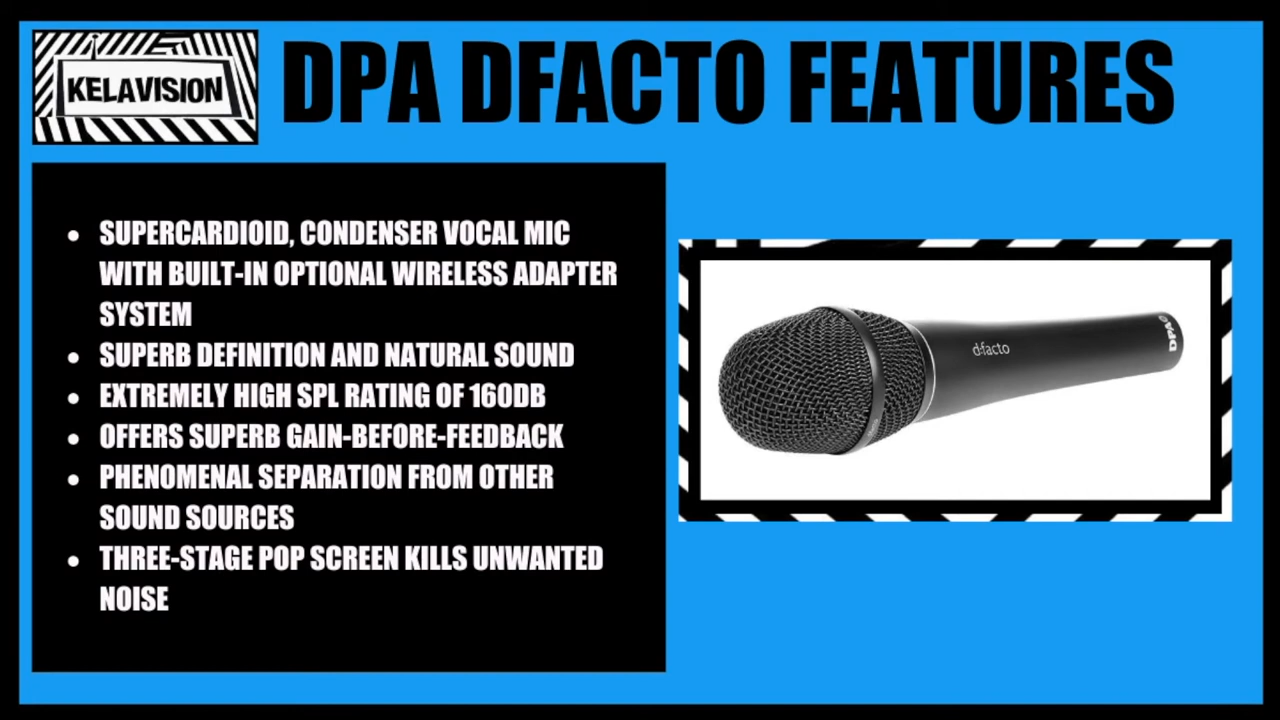 KELAVISION
DPA DFACTO FEATURES
SUPERCARDIOID, CONDENSER VOCAL MIC
WITH BUILT-IN OPTIONAL WIRELESS ADAPTER
SYSTEM
SUPERB DEFINITION AND NATURAL SOUND
EXTREMELY HIGH SPL RATING OF 160DB
OFFERS SUPERB GAIN-BEFORE-FEEDBACK
PHENOMENAL SEPARATION FROM OTHER
SOUND SOURCES
THREE-STAGE POP SCREEN KILLS UNWANTED
NOISE
d:facto
DPA